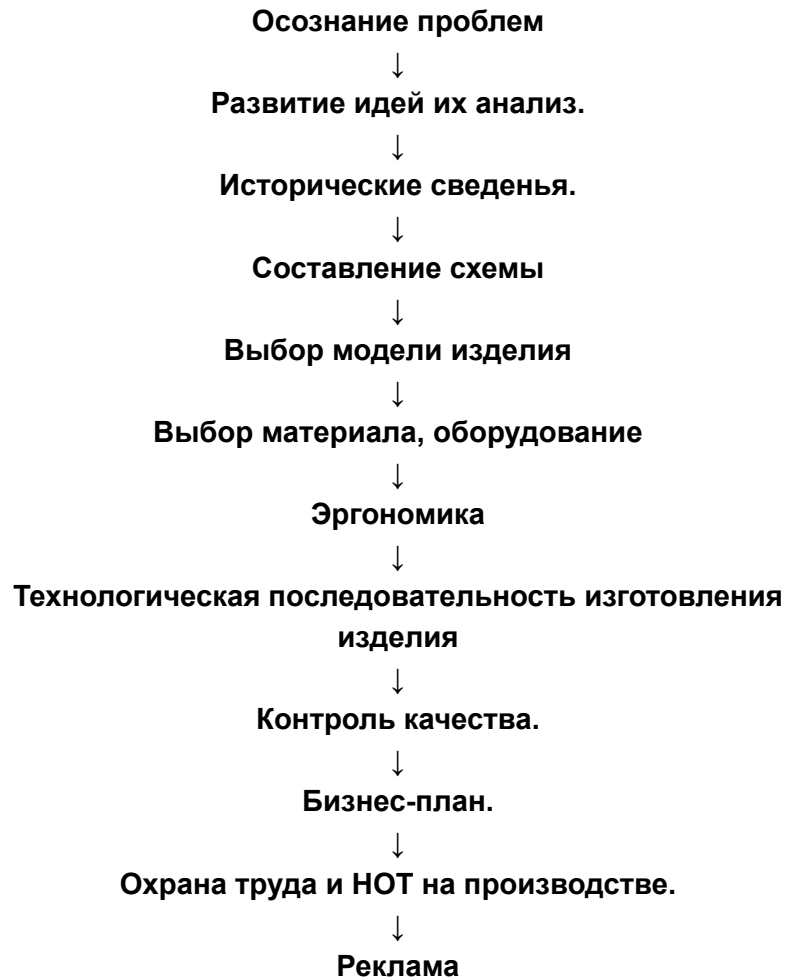 Осознание проблем
↓
Развитие идей их анализ.
↓
Исторические сведенья.
↓
Составление схемы
↓
Выбор модели изделия
↓
Выбор материала, оборудование
↓
Эргономика
↓
Технологическая последовательность изготовления
изделия
↓
Контроль качества.
↓
Бизнес-план.
↓
Охрана труда и НОТ на производстве.
↓
Реклама